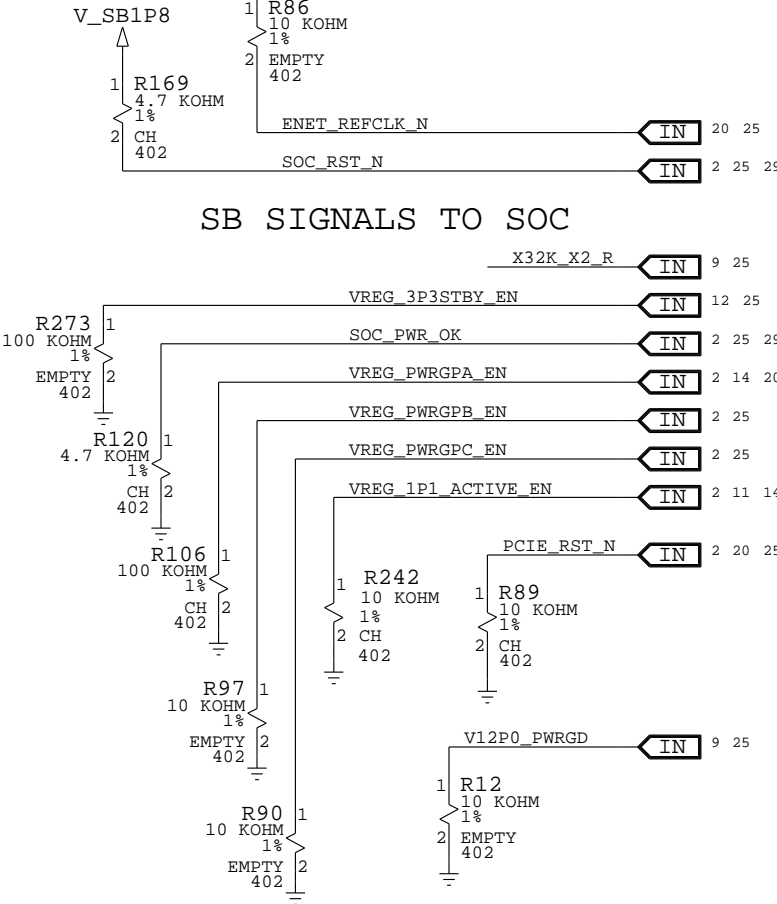 V_SB1P8
1 R86
10 KOHM
1%
2 EMPTY
402
1 R169
4.7 KOHM
1%
2 CH
402
ENET_REFCLK_N IN 20 25
SOC_RST_N IN 2 25 29
SB SIGNALS TO SOC
X32K_X2_R IN 9 25
VREG_3P3STBY_EN IN 12 25
R273 1
100 KOHM
1%
EMPTY 2
402
SOC_PWR_OK IN 2 25 29
VREG_PWRGPA_EN IN 2 14 20
VREG_PWRGPB_EN IN 2 25
R120 1
4.7 KOHM
1%
CH 2
402
VREG_PWRGPC_EN IN 2 25
VREG_1P1_ACTIVE_EN IN 2 11 14
PCIE_RST_N IN 2 20 25
R106 1
100 KOHM
1%
CH 2
402
1 R242
10 KOHM
1%
2 CH
402
1 R89
10 KOHM
1%
2 CH
402
R97 1
10 KOHM
1%
EMPTY 2
402
V12P0_PWRGD IN 9 25
1 R12
10 KOHM
1%
2 EMPTY
402
R90 1
10 KOHM
1%
EMPTY 2
402